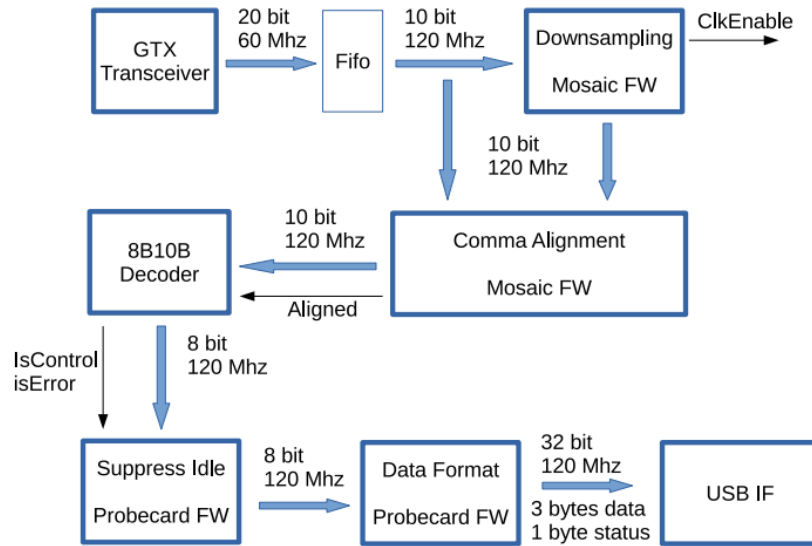 GTX
Transceiver
20 bit
60 Mhz
Fifo
10 bit
120 Mhz
Downsampling
Mosaic FW
ClkEnable
10 bit
120 Mhz
Comma Alignment
Mosaic FW
10 bit
120 Mhz
Aligned
8B10B
Decoder
IsControl
isError
8 bit
120 Mhz
Suppress Idle
Probecard FW
8 bit
120 Mhz
Data Format
Probecard FW
32 bit
120 Mhz
3 bytes data
1 byte status
USB IF